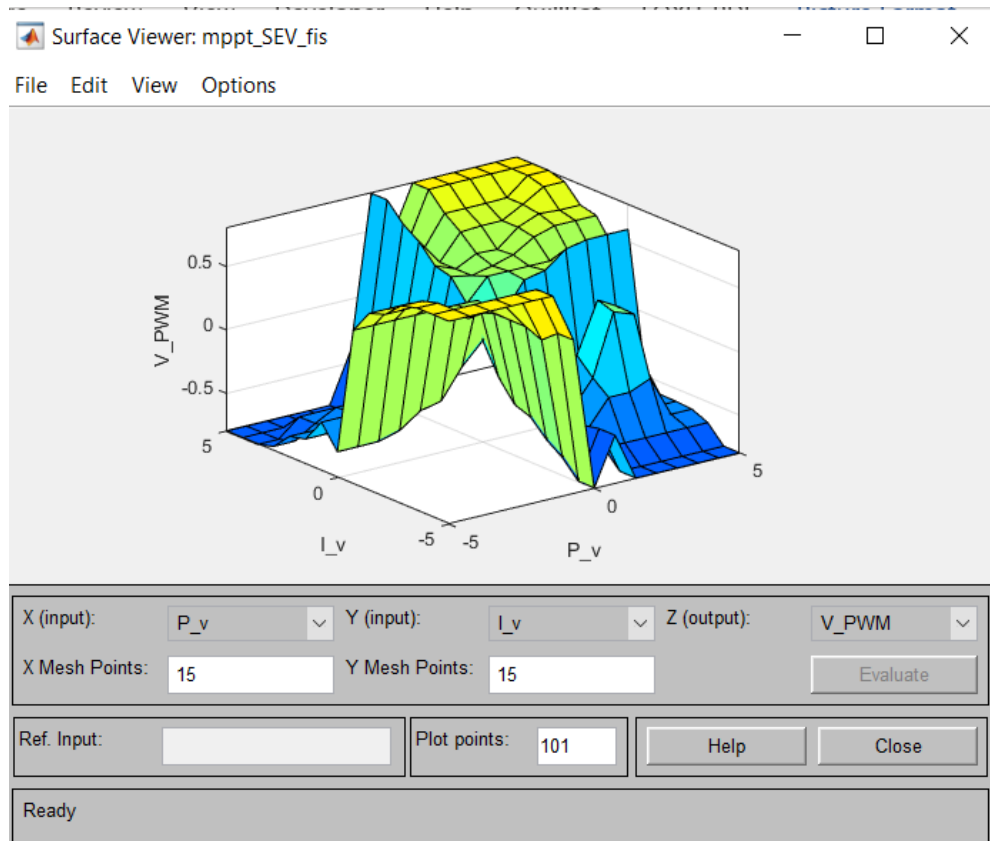 Surface Viewer: mppt_SEV_fis
File Edit View Options
0.5
0
-0.5
V_PWM
5
0
-5
I_v
-5
0
5
P_v
X (input): P_v Y (input): I_v Z (output): V_PWM
X Mesh Points: 15 Y Mesh Points: 15 Evaluate
Ref. Input: Plot points: 101 Help Close
Ready